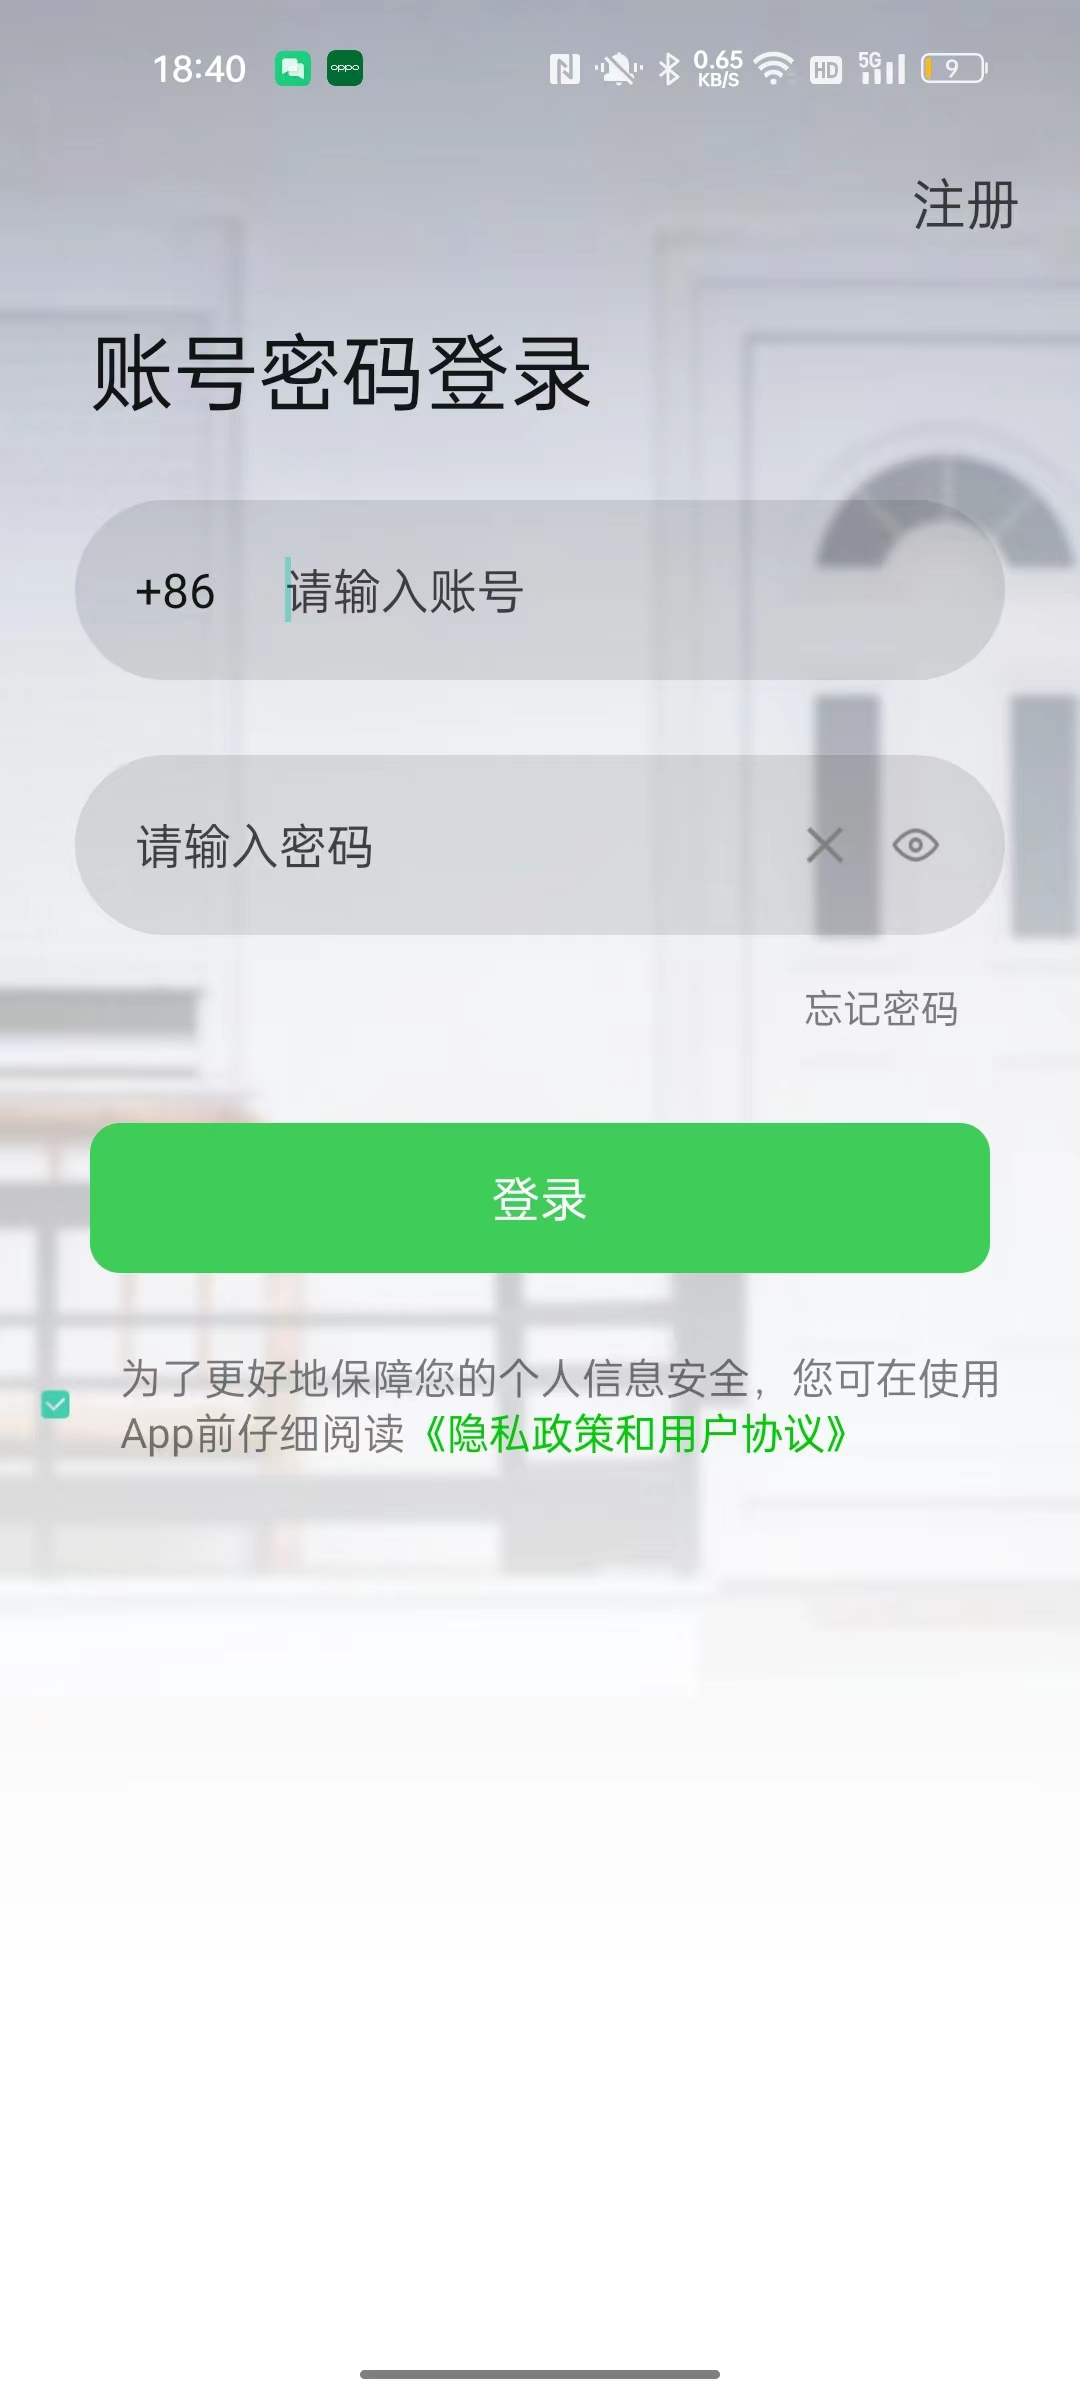 18:40 oppo 0.65 KB/S HD 5G 9
注册
账号密码登录
+86 请输入账号
请输入密码
忘记密码
登录
为了更好地保障您的个人信息安全，您可在使用
App前仔细阅读《隐私政策和用户协议》